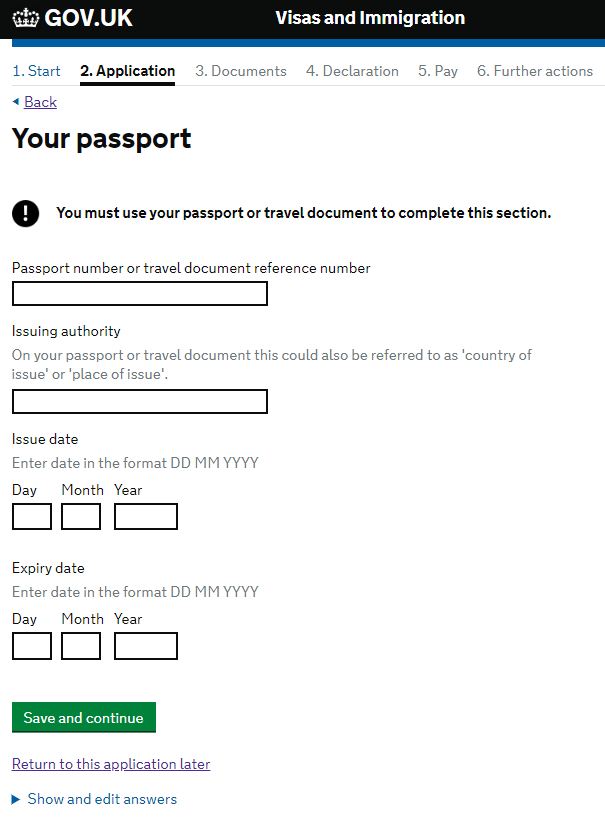 GOV.UK
Visas and Immigration
1. Start 2. Application 3. Documents 4. Declaration 5. Pay 6. Further actions
Back
Your passport
! You must use your passport or travel document to complete this section.
Passport number or travel document reference number
Issuing authority
On your passport or travel document this could also be referred to as 'country of
issue' or 'place of issue'.
Issue date
Enter date in the format DD MM YYYY
Day Month Year
Expiry date
Enter date in the format DD MM YYYY
Day Month Year
Save and continue
Return to this application later
Show and edit answers